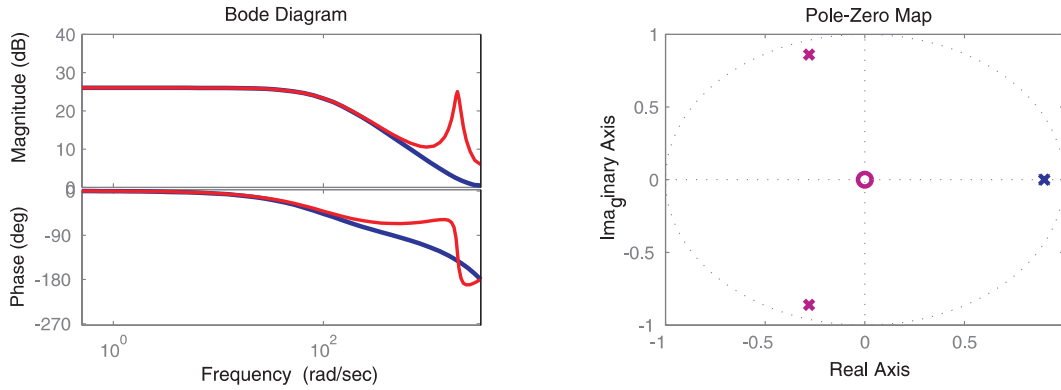 Bode Diagram
Magnitude (dB)
40
30
20
10
0
Phase (deg)
0
-90
-180
-270
10^0
10^2
Frequency (rad/sec)
Pole-Zero Map
Imaginary Axis
1
0.5
0
-0.5
-1
-1
-0.5
0
0.5
Real Axis